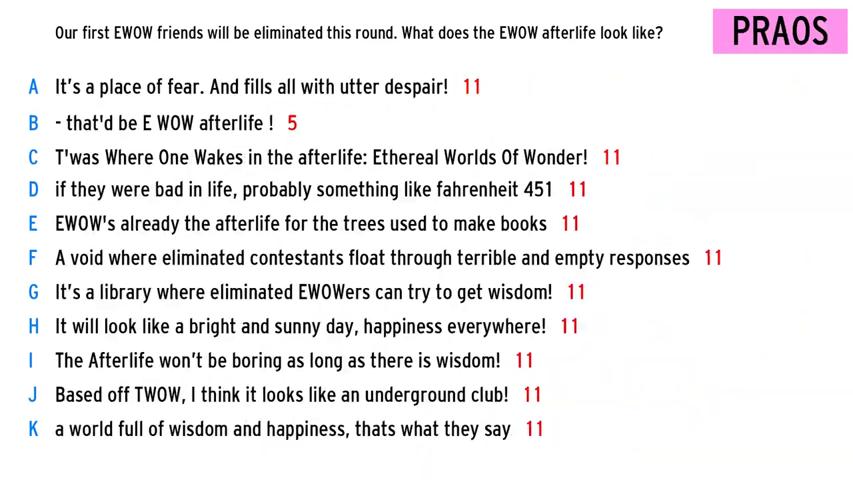 Our first EWOW friends will be eliminated this round. What does the EWOW afterlife look like?
PRAOS
A It's a place of fear. And fills all with utter despair! 11
B - that'd be E WOW afterlife ! 5
C T'was Where One Wakes in the afterlife: Ethereal Worlds Of Wonder! 11
D if they were bad in life, probably something like fahrenheit 451 11
E EWOW's already the afterlife for the trees used to make books 11
F A void where eliminated contestants float through terrible and empty responses 11
G It's a library where eliminated EWOWers can try to get wisdom! 11
H It will look like a bright and sunny day, happiness everywhere! 11
I The Afterlife won't be boring as long as there is wisdom! 11
J Based off TWOW, I think it looks like an underground club! 11
K a world full of wisdom and happiness, thats what they say 11